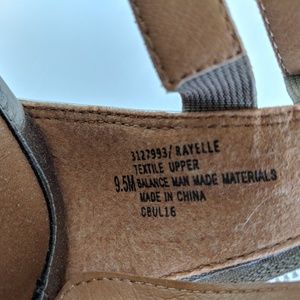 3127993/ RAYELLE
TEXTILE UPPER
9.5M BALANCE MAN MADE MATERIALS
MADE IN CHINA
CBUL16